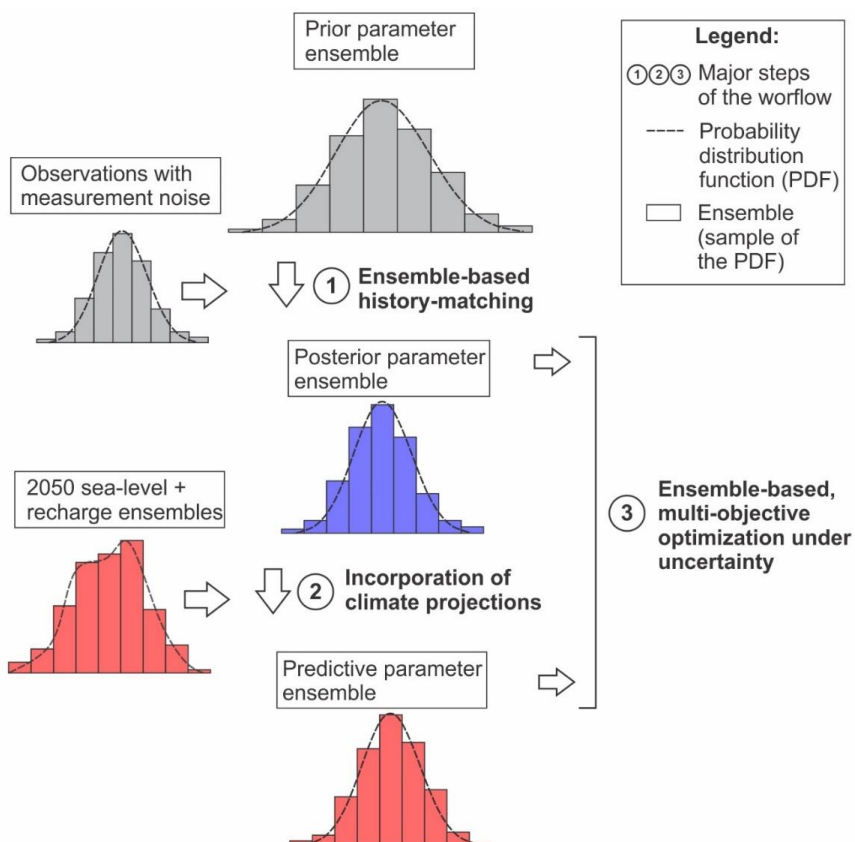 Prior parameter
ensemble
Legend:
①②③ Major steps
of the worflow
Probability
distribution
function (PDF)
Ensemble
(sample of
the PDF)
Observations with
measurement noise
1 Ensemble-based
history-matching
Posterior parameter
ensemble
2050 sea-level +
recharge ensembles
2 Incorporation of
climate projections
3 Ensemble-based,
multi-objective
optimization under
uncertainty
Predictive parameter
ensemble